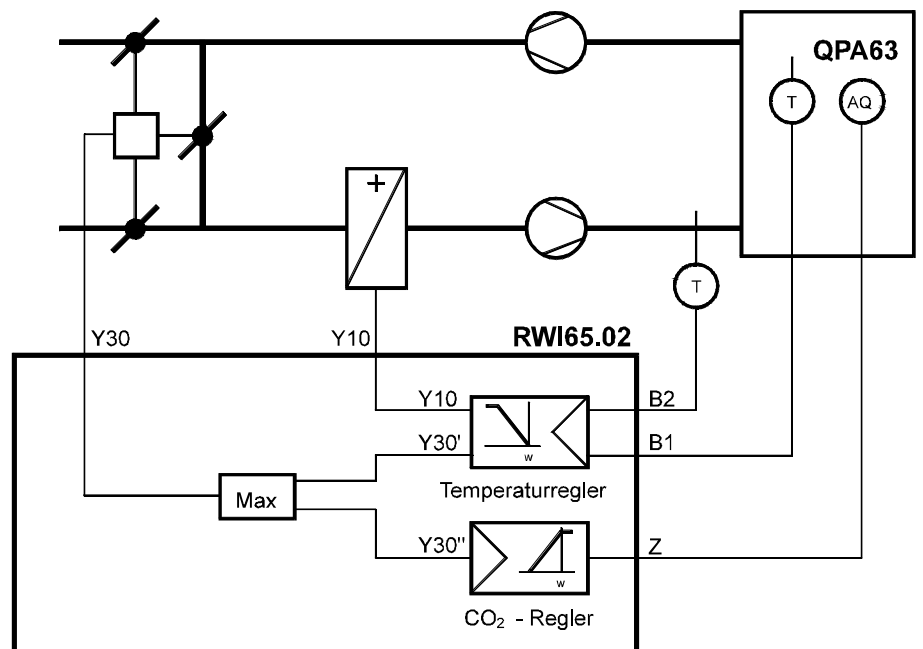 QPA63
T
AQ
+
T
Y30
Y10
RWI65.02
Y10
B2
Y30'
B1
w
Temperaturregler
Max
Y30"
Z
w
CO₂ - Regler